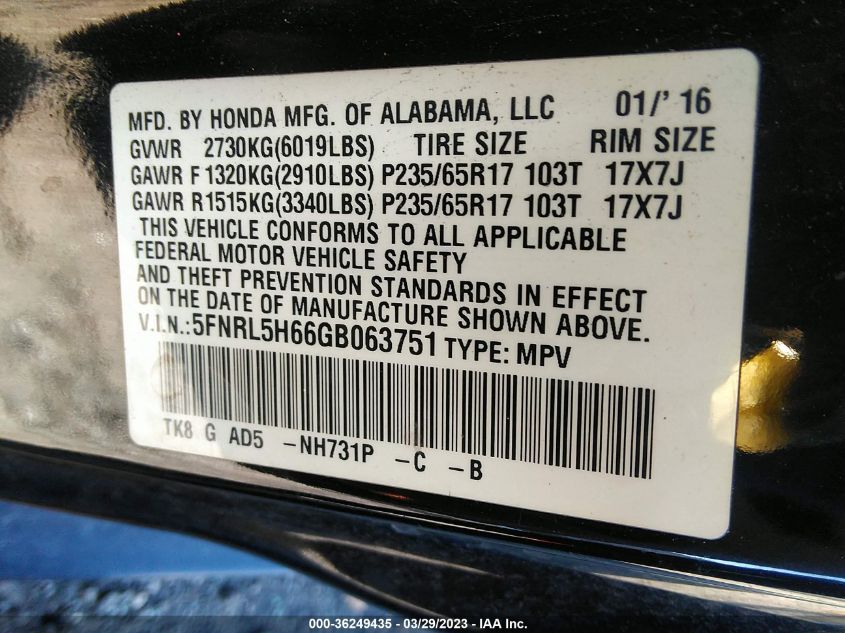 MFD. BY HONDA MFG. OF ALABAMA, LLC 01/' 16
GVWR 2730KG(6019LBS) TIRE SIZE RIM SIZE
GAWR F1320KG(2910LBS) P235/65R17 103T 17X7J
GAWR R1515KG(3340LBS) P235/65R17 103T 17X7J
THIS VEHICLE CONFORMS TO ALL APPLICABLE
FEDERAL MOTOR VEHICLE SAFETY
AND THEFT PREVENTION STANDARDS IN EFFECT
ON THE DATE OF MANUFACTURE SHOWN ABOVE.
V.I.N.:5FNRL5H66GB063751 TYPE: MPV
TK8 G AD5 -NH731P -C -B
000-36249435 - 03/29/2023 - IAA Inc.